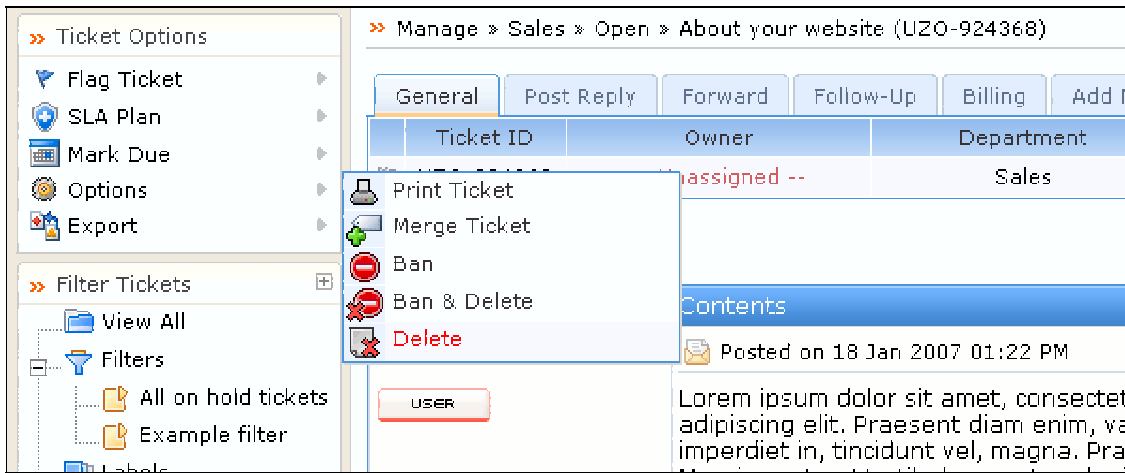 » Ticket Options
Flag Ticket
SLA Plan
Mark Due
Options
Export
» Filter Tickets
View All
Filters
All on hold tickets
Example filter
Labels
» Manage » Sales » Open » About your website (UZO-924368)
General Post Reply Forward Follow-Up Billing Add
Ticket ID Owner Department
Unassigned -- Sales
Print Ticket
Merge Ticket
Ban
Ban & Delete
Delete
Contents
Posted on 18 Jan 2007 01:22 PM
USER
Lorem ipsum dolor sit amet, consectet
adipiscing elit. Praesent diam enim, va
imperdiet in, tincidunt vel, magna. Pra